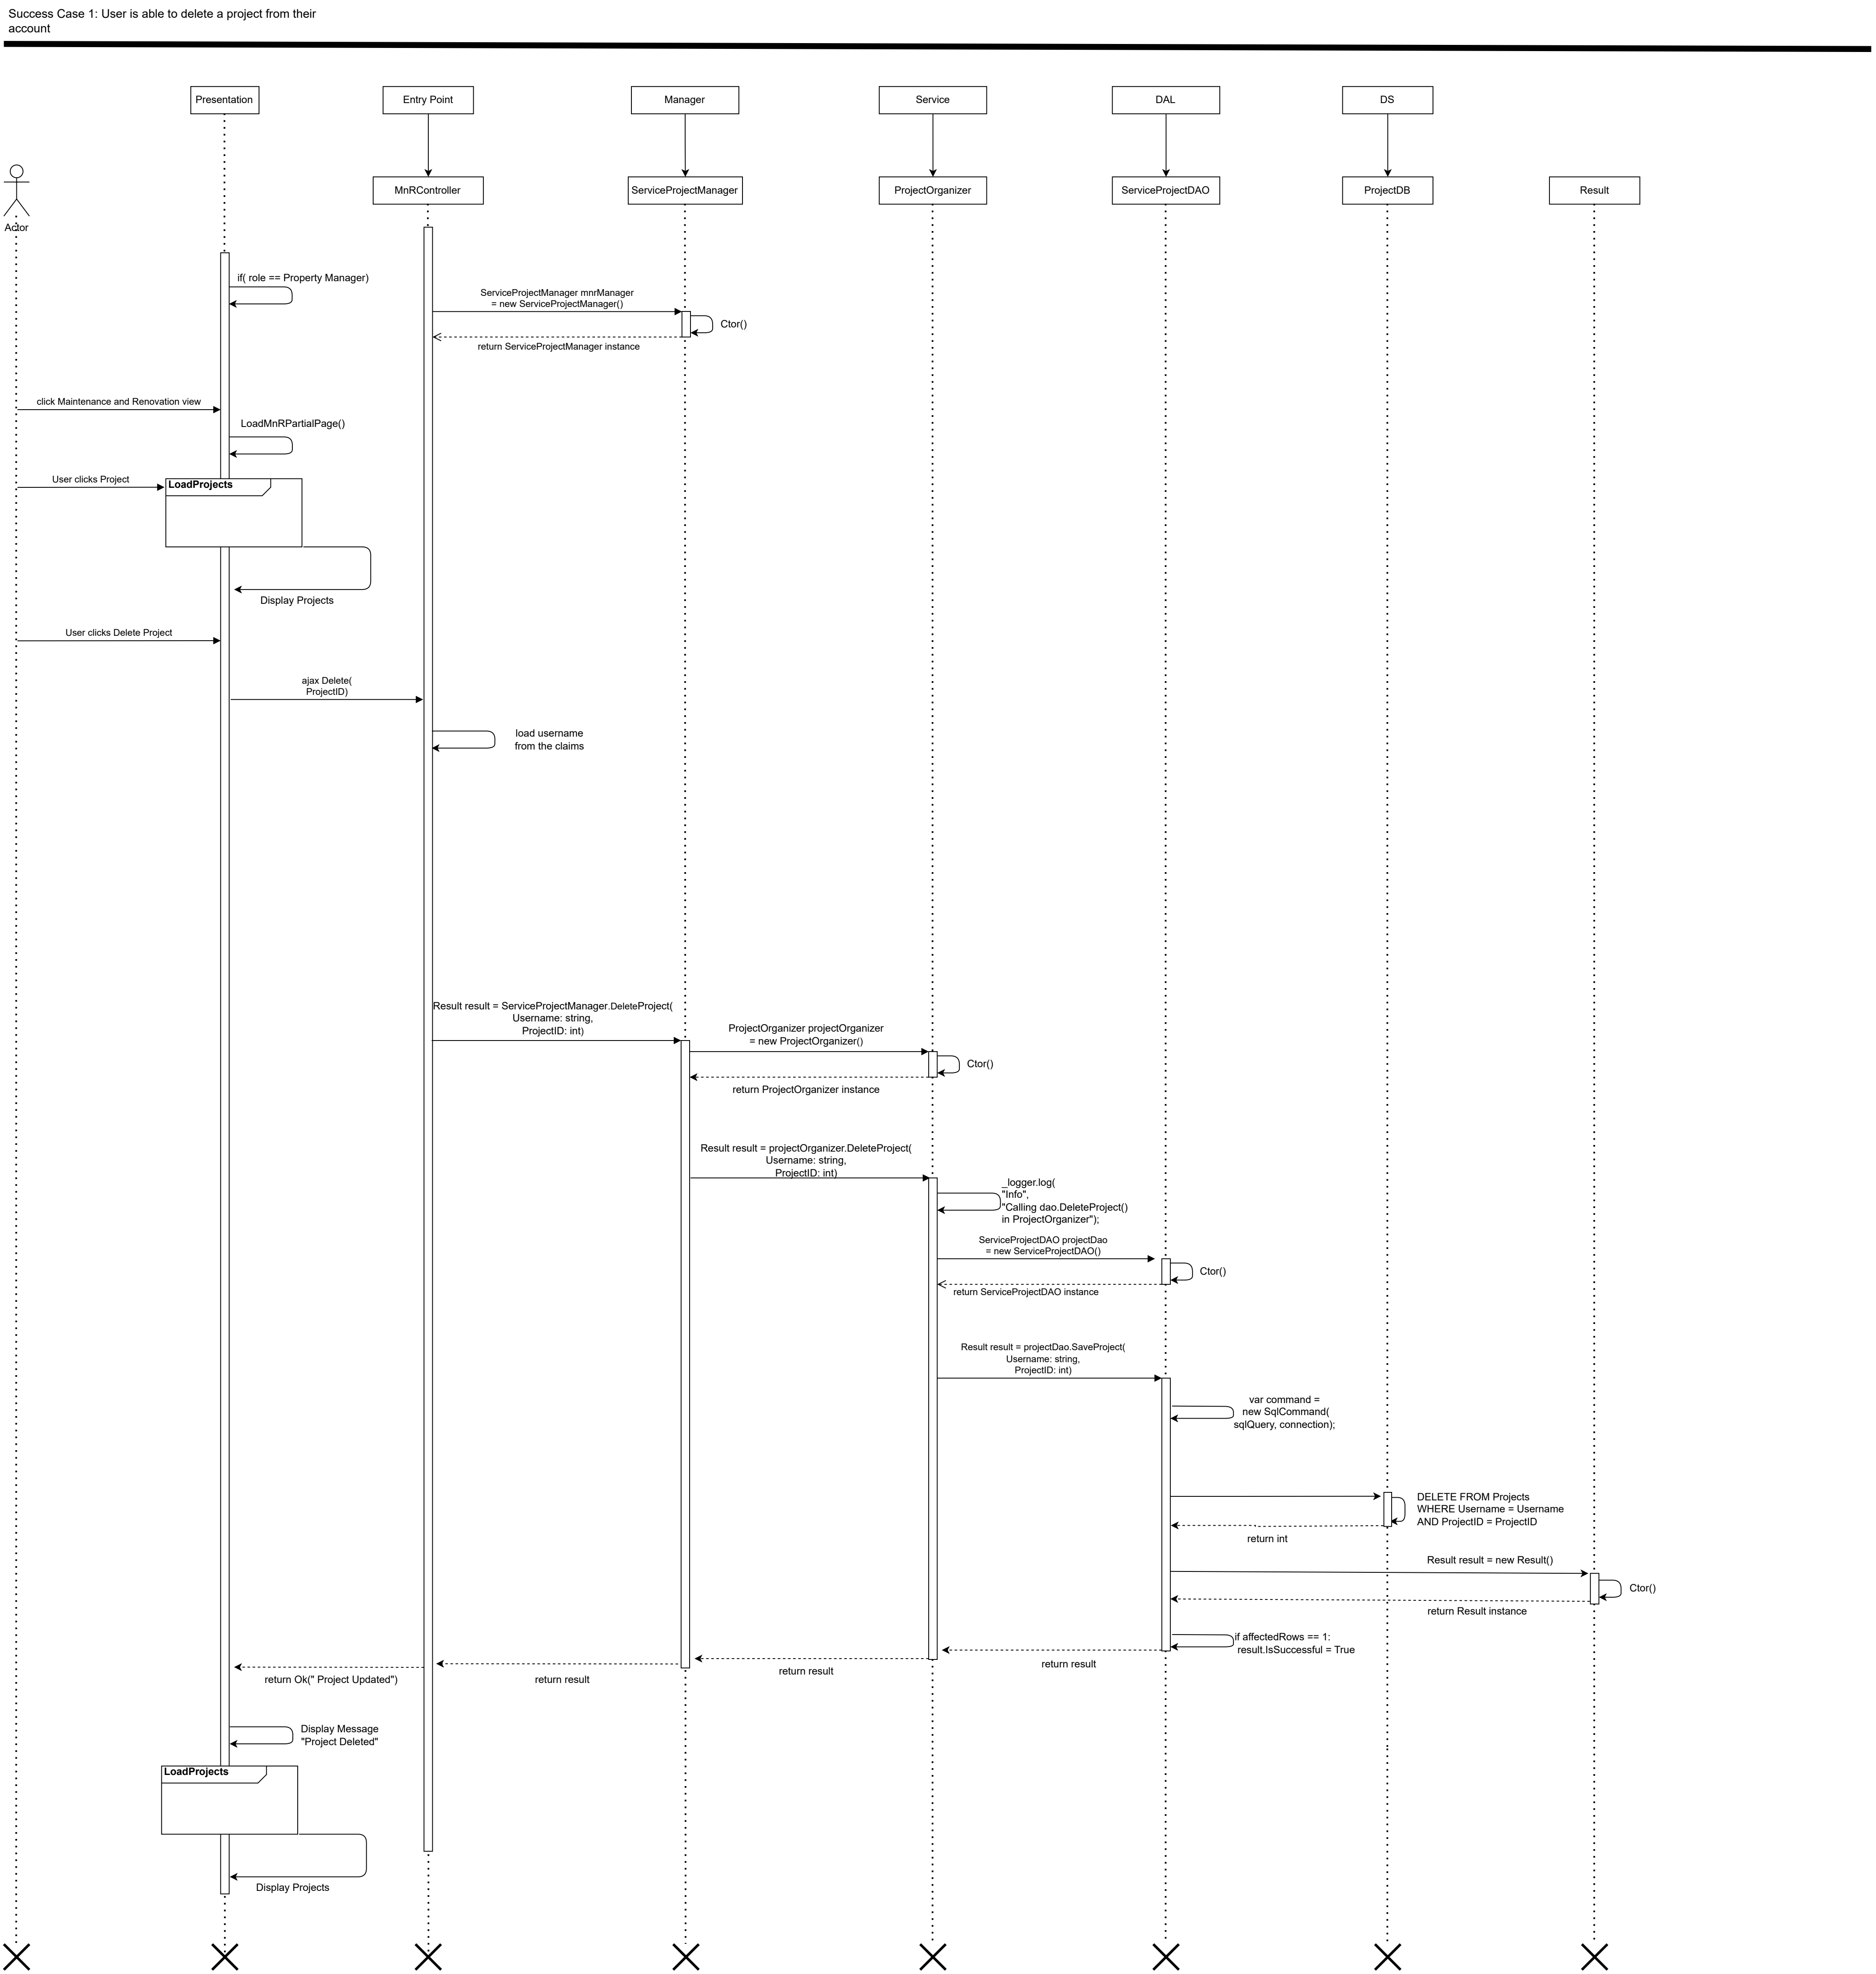 Success Case 1: User is able to delete a project from their
account
Presentation
Entry Point
Manager
Service
DAL
DS
MnRController
ServiceProjectManager
ProjectOrganizer
ServiceProjectDAO
ProjectDB
Result
Actor
if( role == Property Manager)
ServiceProjectManager mnrManager
= new ServiceProjectManager()
Ctor()
return ServiceProjectManager instance
click Maintenance and Renovation view
LoadMnRPartialPage()
User clicks Project
LoadProjects
Display Projects
User clicks Delete Project
ajax Delete(
ProjectID)
load username
from the claims
Result result = ServiceProjectManager.DeleteProject(
Username: string,
ProjectID: int)
ProjectOrganizer projectOrganizer
= new ProjectOrganizer()
Ctor()
return ProjectOrganizer instance
Result result = projectOrganizer.DeleteProject(
Username: string,
ProjectID: int)
_logger.log(
"Info",
"Calling dao.DeleteProject()
in ProjectOrganizer");
ServiceProjectDAO projectDao
= new ServiceProjectDAO()
Ctor()
return ServiceProjectDAO instance
Result result = projectDao.SaveProject(
Username: string,
ProjectID: int)
var command =
new SqlCommand(
sqlQuery, connection);
DELETE FROM Projects
WHERE Username = Username
AND ProjectID = ProjectID
return int
Result result = new Result()
Ctor()
return Result instance
if affectedRows == 1:
result.IsSuccessful = True
return result
return result
return result
return Ok(" Project Updated")
Display Message
"Project Deleted"
LoadProjects
Display Projects